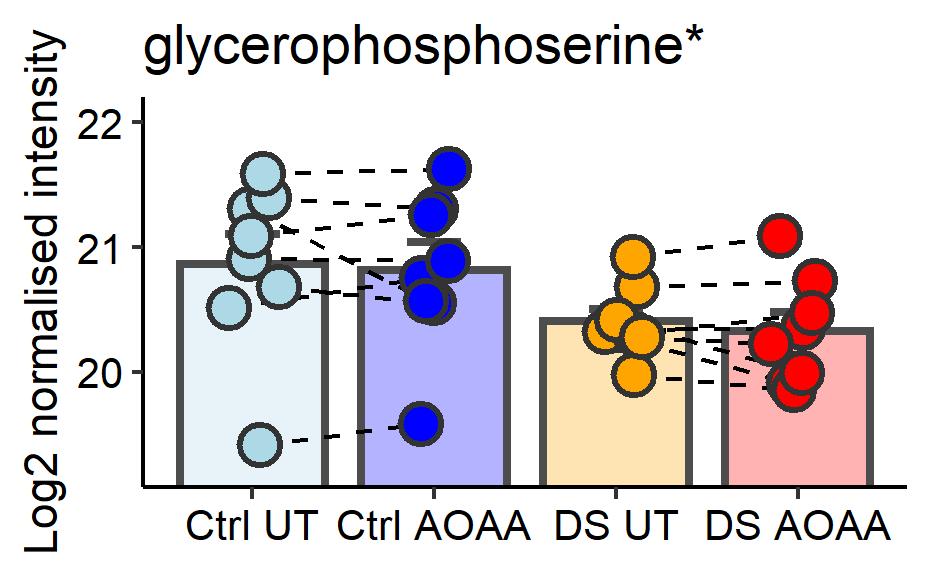 glycerophosphoserine*
Log2 normalised intensity
22
21
20
Ctrl UT
Ctrl AOAA
DS UT
DS AOAA